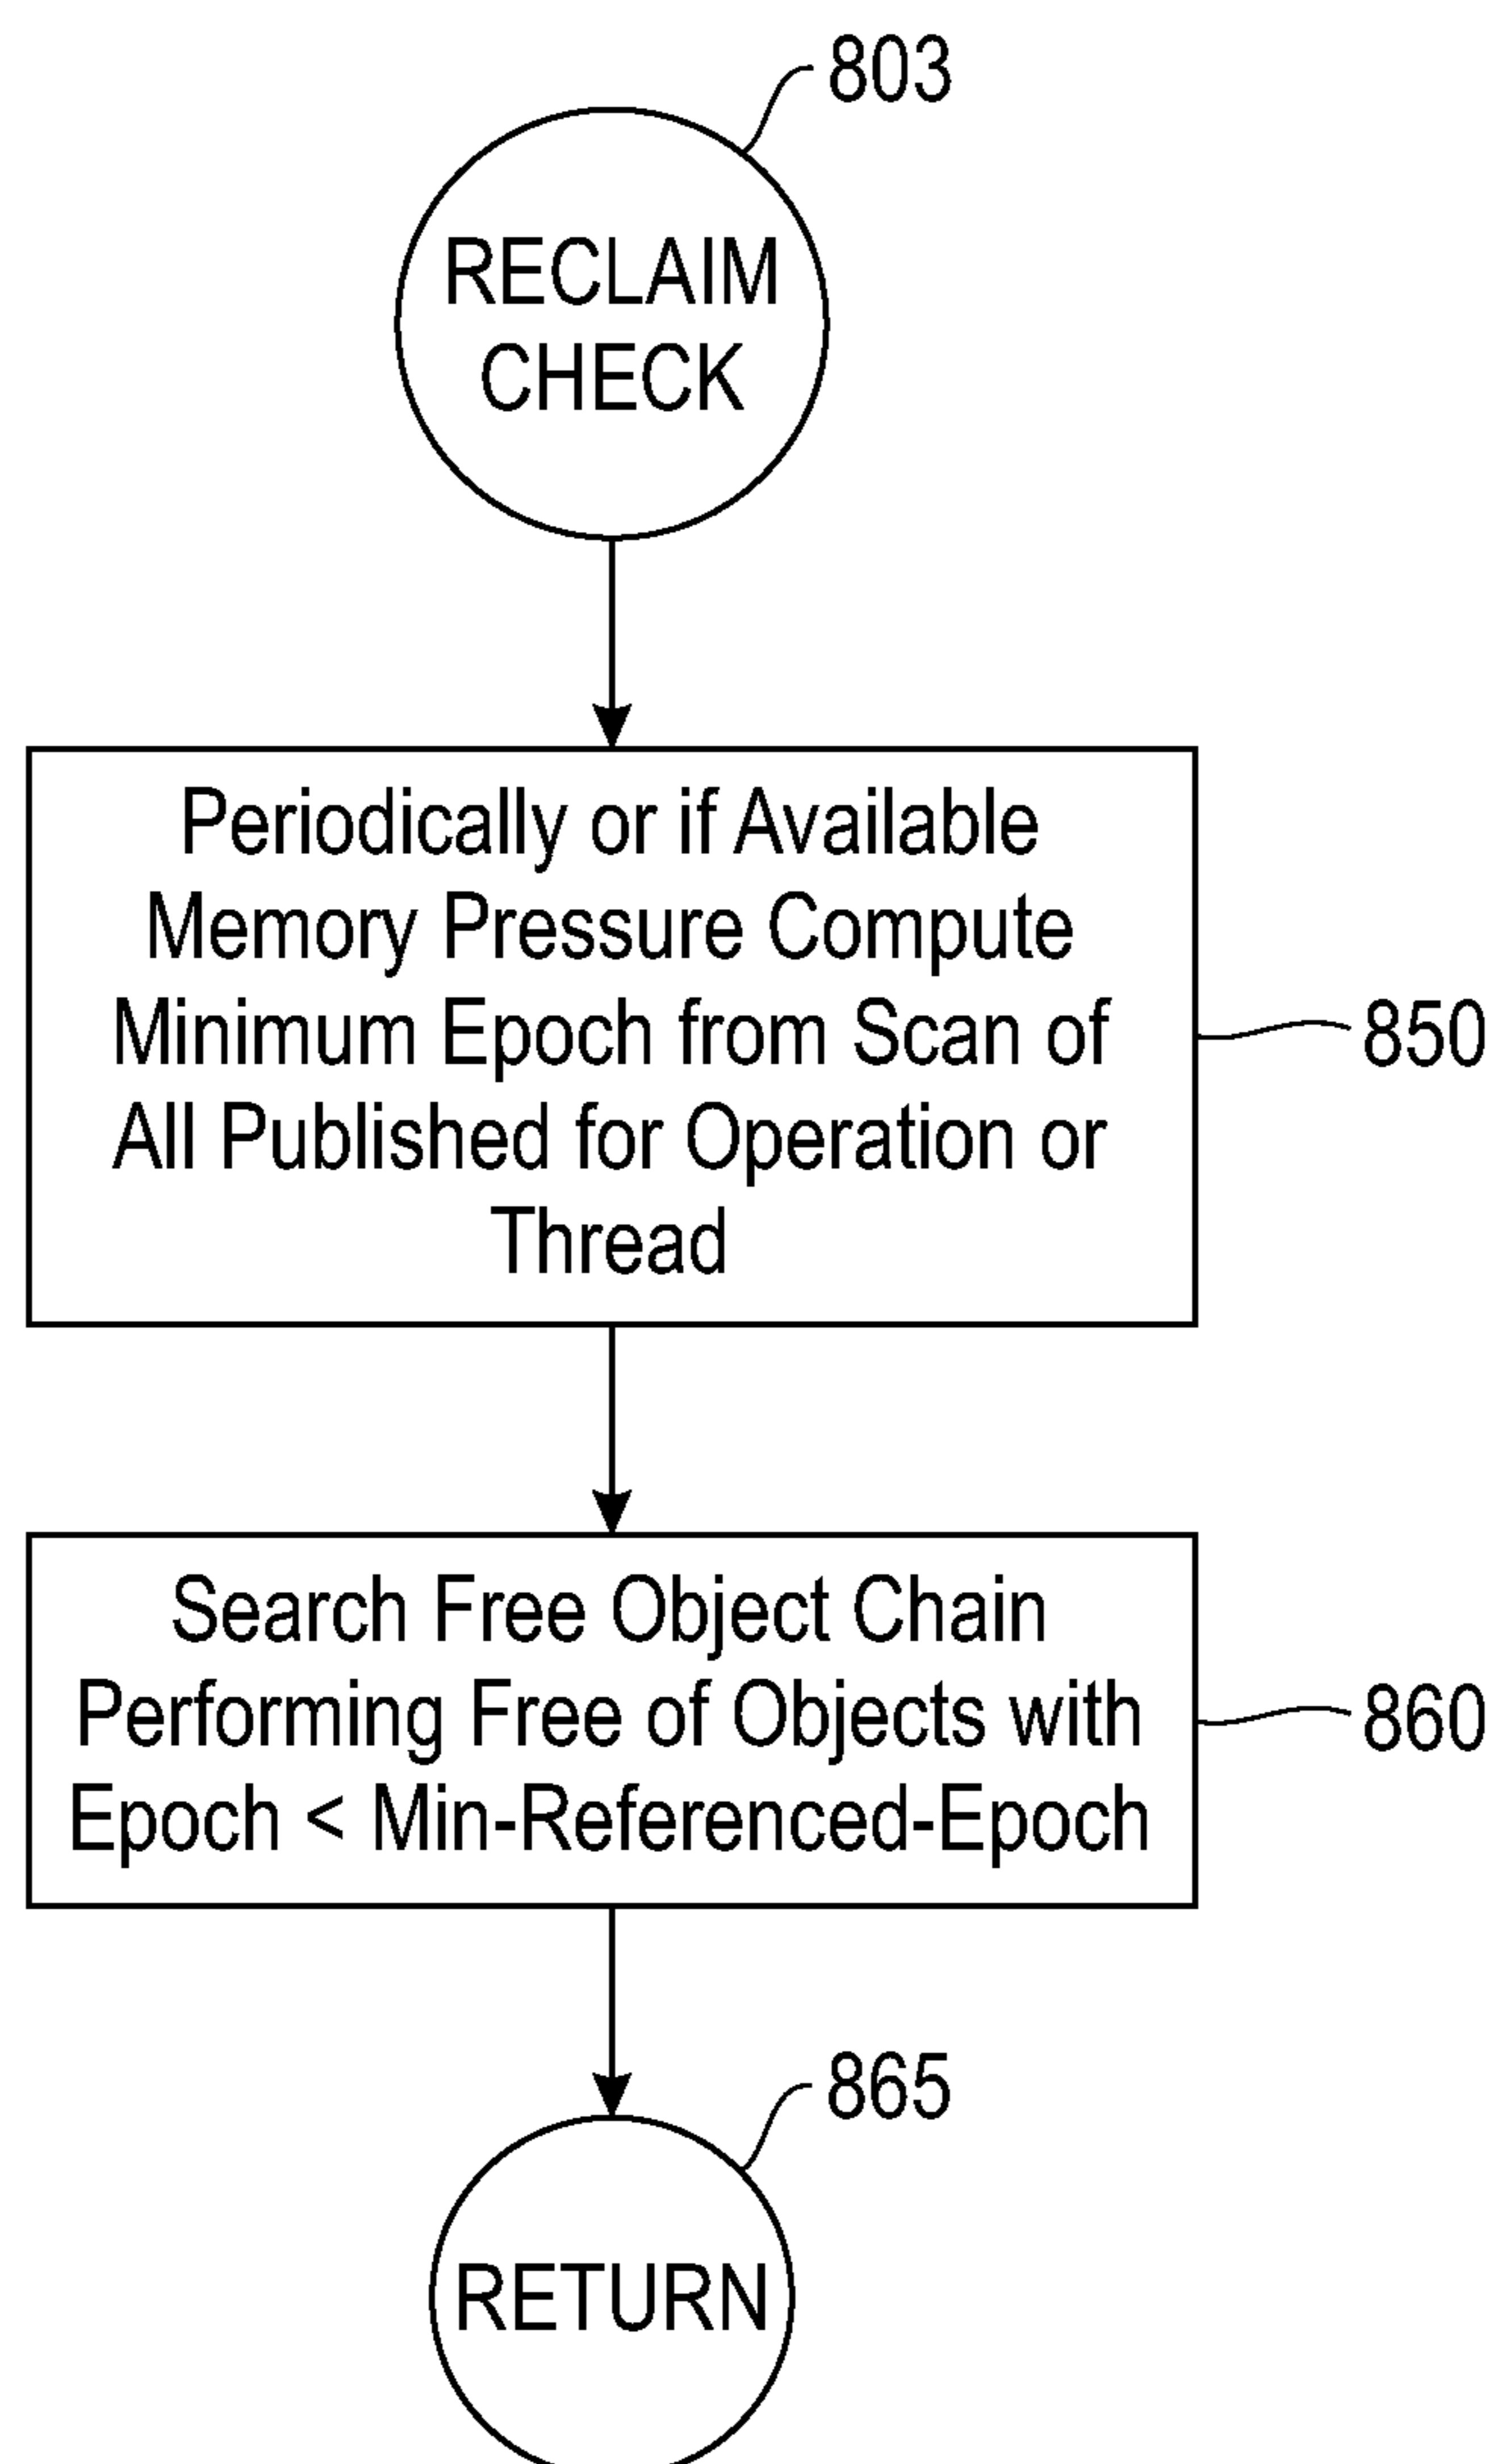 803
RECLAIM
CHECK
Periodically or if Available
Memory Pressure Compute
Minimum Epoch from Scan of
All Published for Operation or
Thread
850
Search Free Object Chain
Performing Free of Objects with
Epoch < Min-Referenced-Epoch
860
865
RETURN